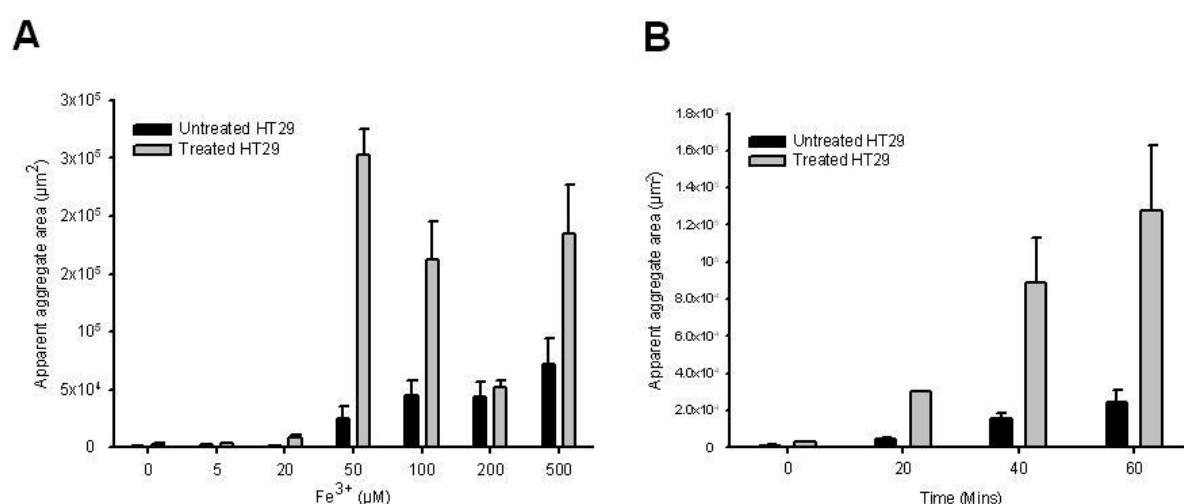 A
3x10⁵
3x10⁵
2x10⁵
2x10⁵
10⁵
5x10⁴
0
Apparent aggregate area (µm²)
Untreated HT29
Treated HT29
0 5 20 50 100 200 500
Fe³⁺ (µM)
B
1.8x10⁵
1.6x10⁵
1.4x10⁵
1.2x10⁵
10⁵
8.0x10⁴
6.0x10⁴
4.0x10⁴
2.0x10⁴
0
Apparent aggregate area (µm²)
Untreated HT29
Treated HT29
0 20 40 60
Time (Mins)